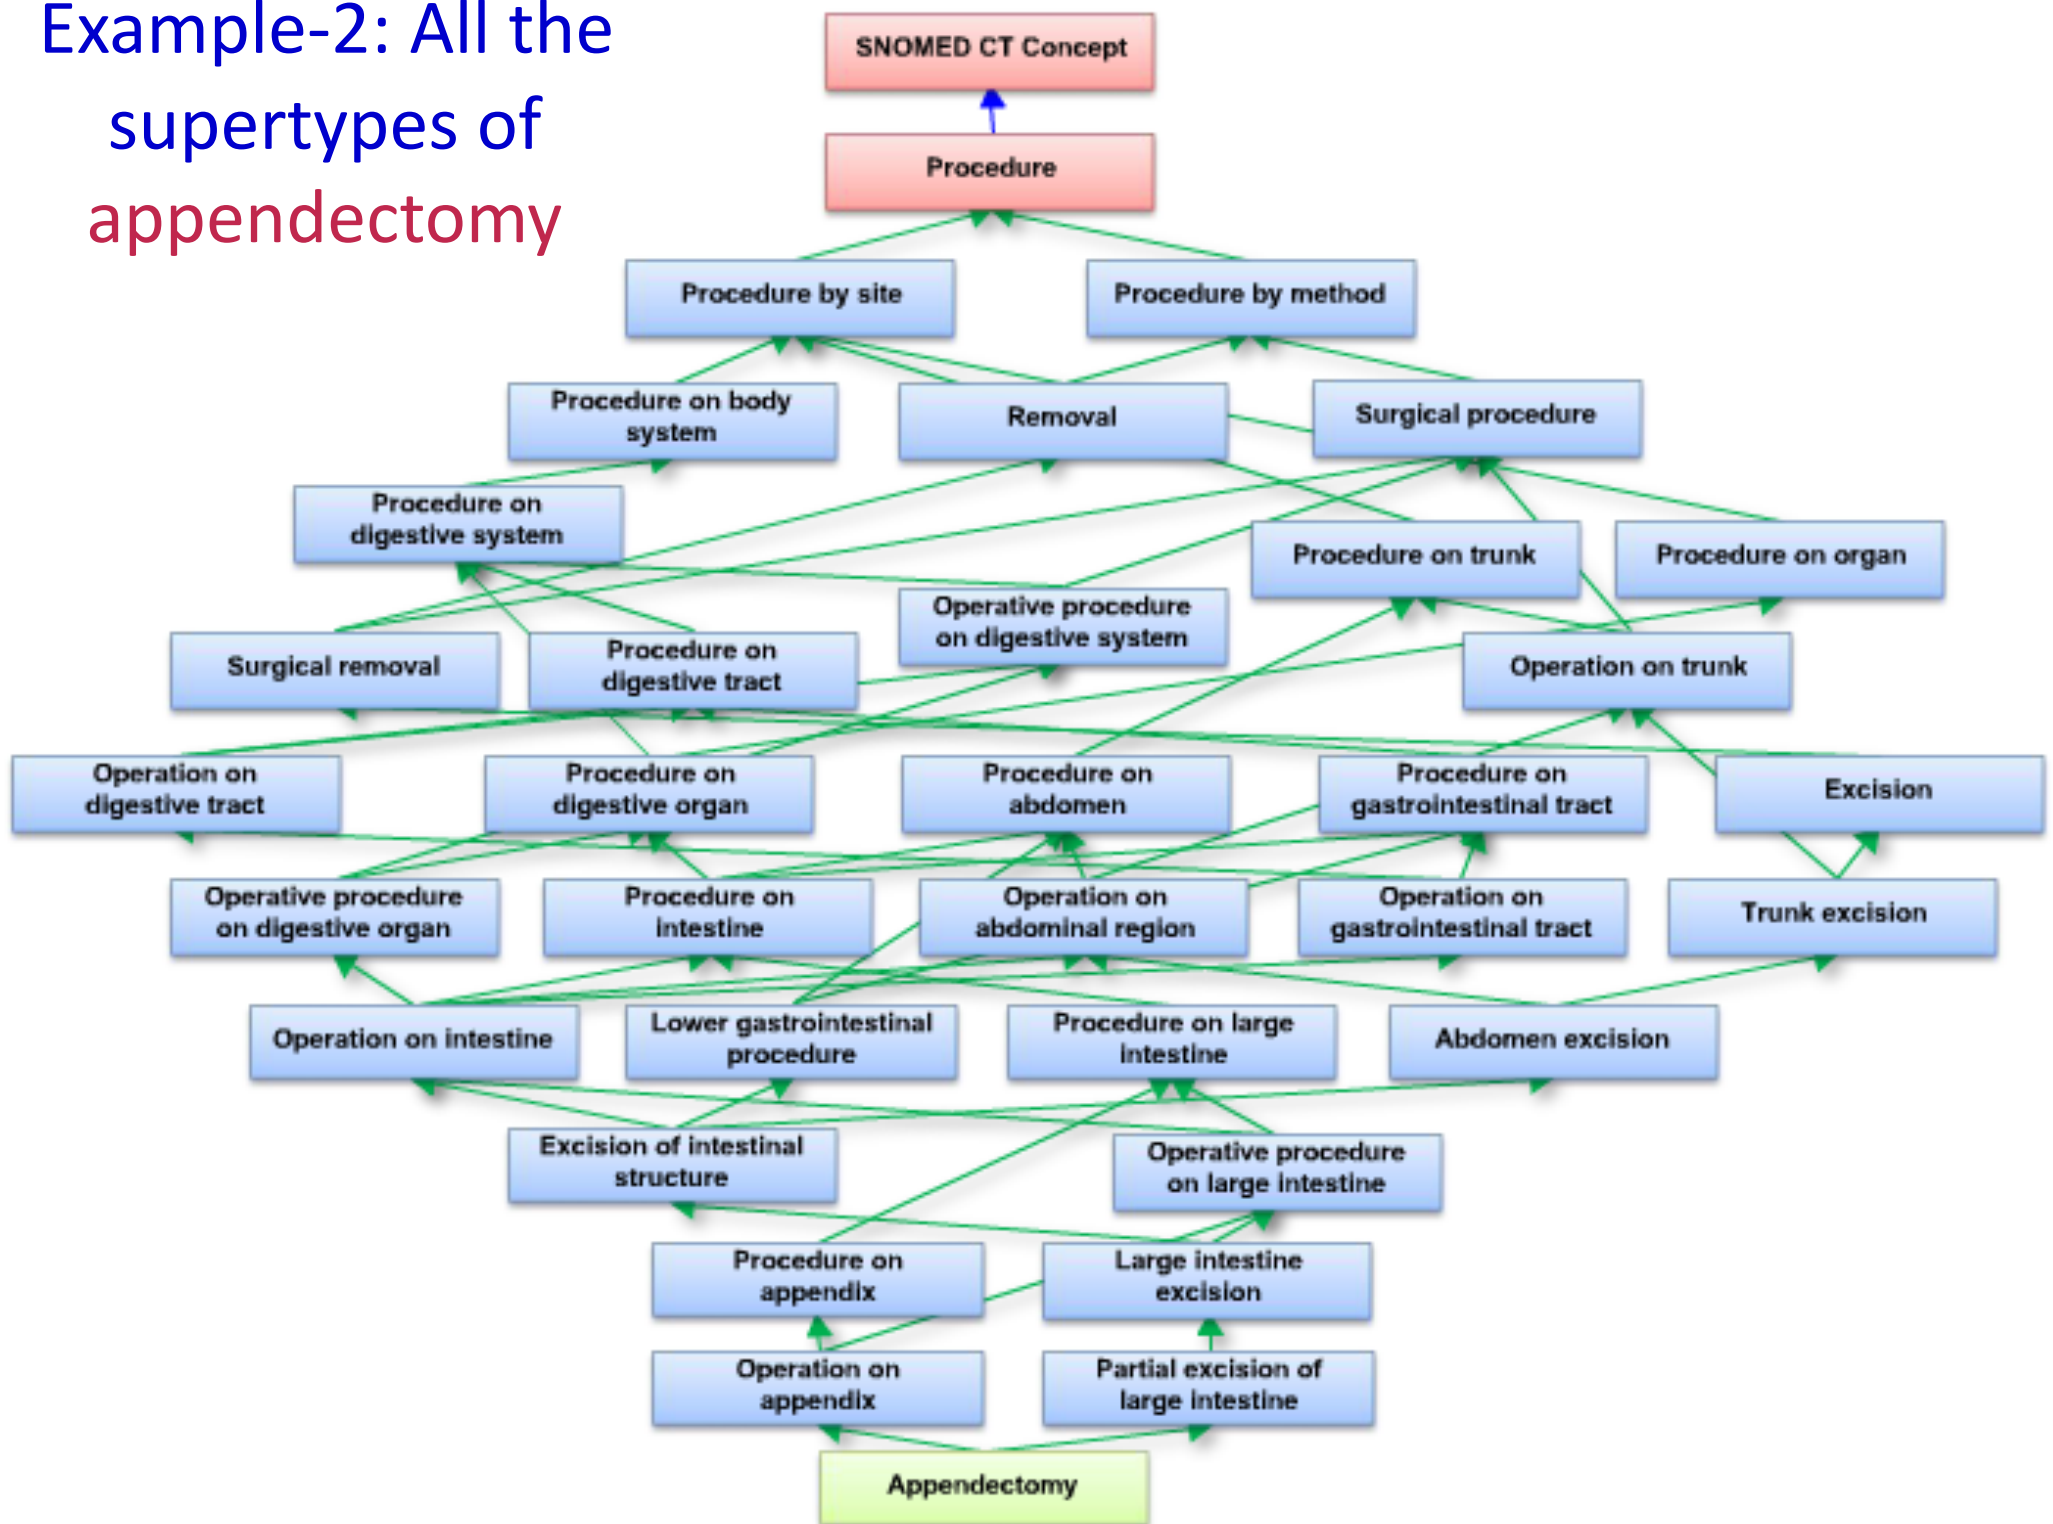 Example-2: All the
supertypes of
appendectomy
SNOMED CT Concept
Procedure
Procedure by site
Procedure by method
Procedure on body
system
Removal
Surgical procedure
Procedure on
digestive system
Procedure on trunk
Procedure on organ
Operative procedure
on digestive system
Surgical removal
Procedure on
digestive tract
Operation on trunk
Operation on
digestive tract
Procedure on
digestive organ
Procedure on
abdomen
Procedure on
gastrointestinal tract
Excision
Operative procedure
on digestive organ
Procedure on
intestine
Operation on
abdominal region
Operation on
gastrointestinal tract
Trunk excision
Operation on intestine
Lower gastrointestinal
procedure
Procedure on large
intestine
Abdomen excision
Excision of intestinal
structure
Operative procedure
on large intestine
Procedure on
appendix
Large intestine
excision
Operation on
appendix
Partial excision of
large intestine
Appendectomy